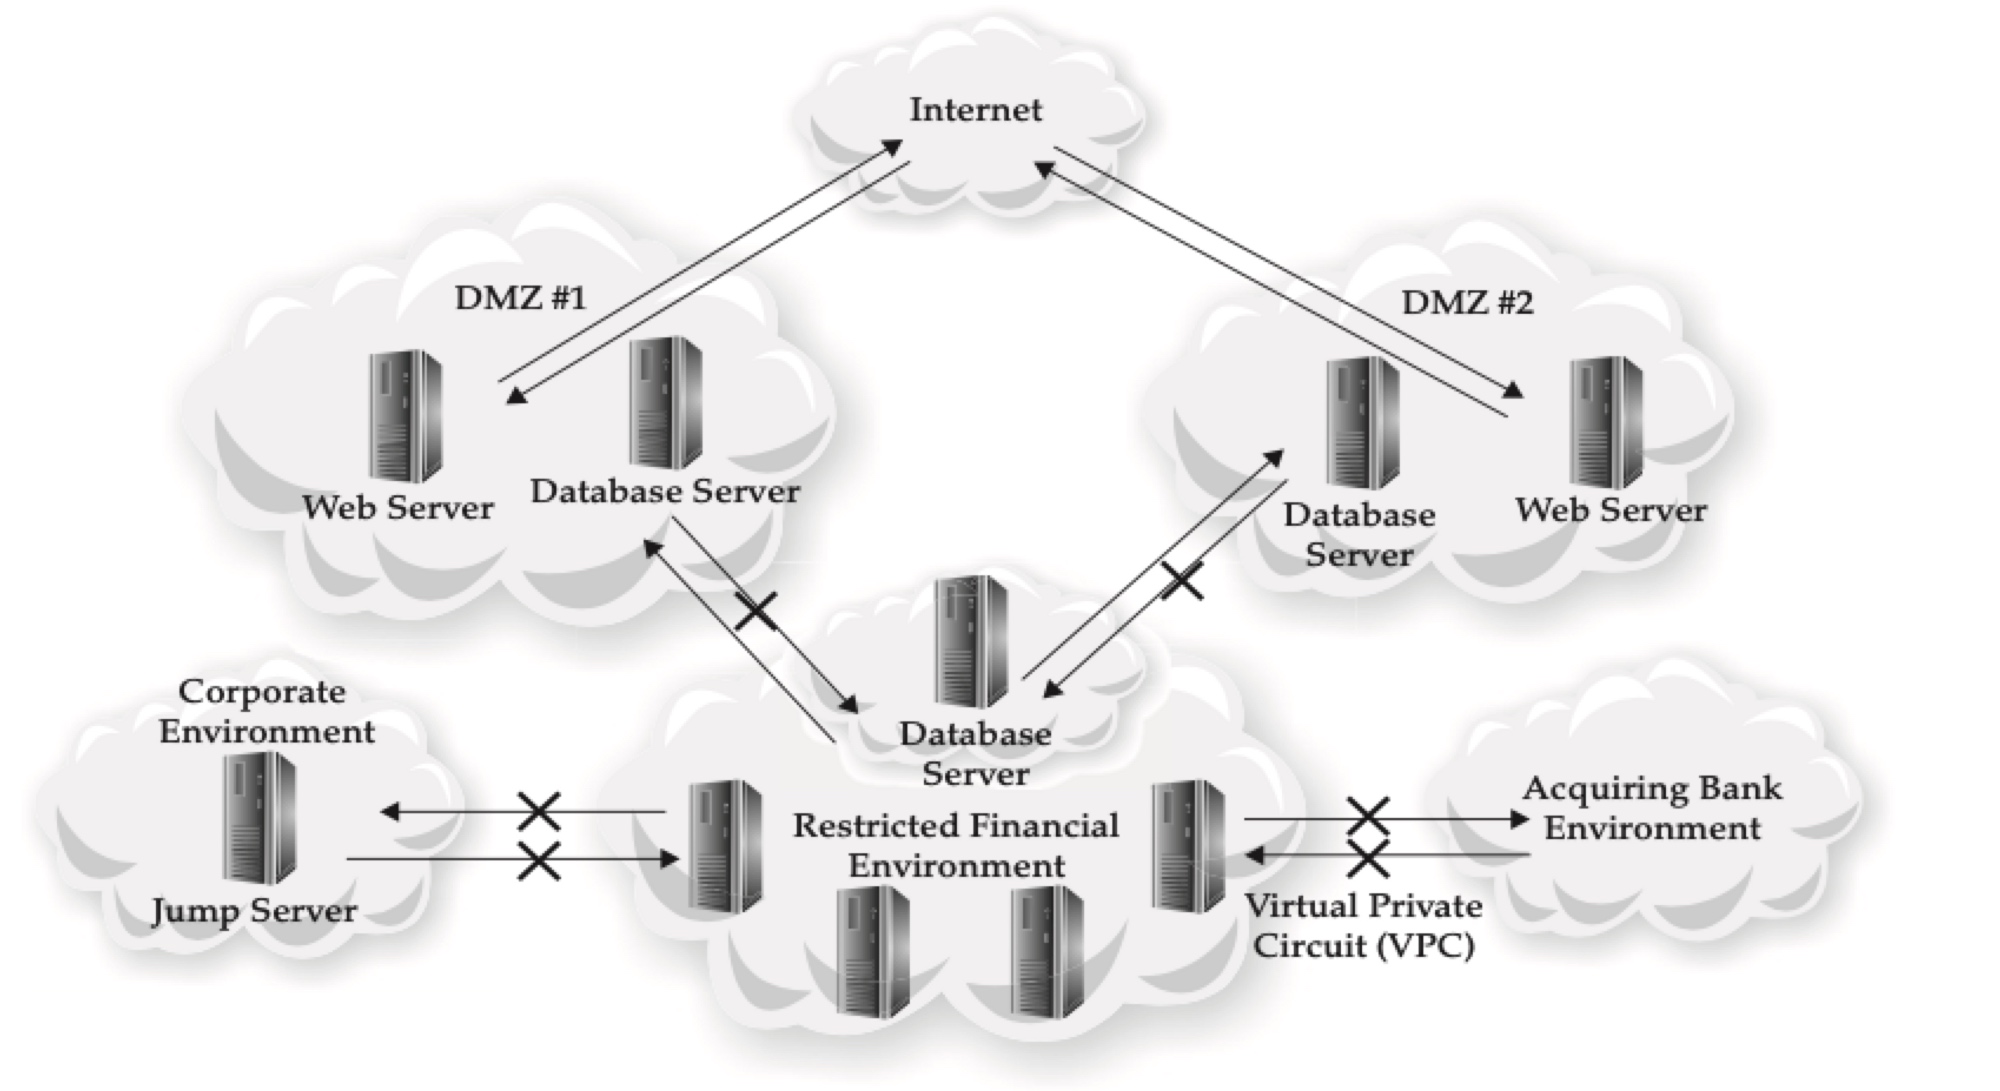 Internet
DMZ #1
DMZ #2
Web Server
Database Server
Database
Server
Web Server
Corporate
Environment
Jump Server
Database
Server
Restricted Financial
Environment
Acquiring Bank
Environment
Virtual Private
Circuit (VPC)